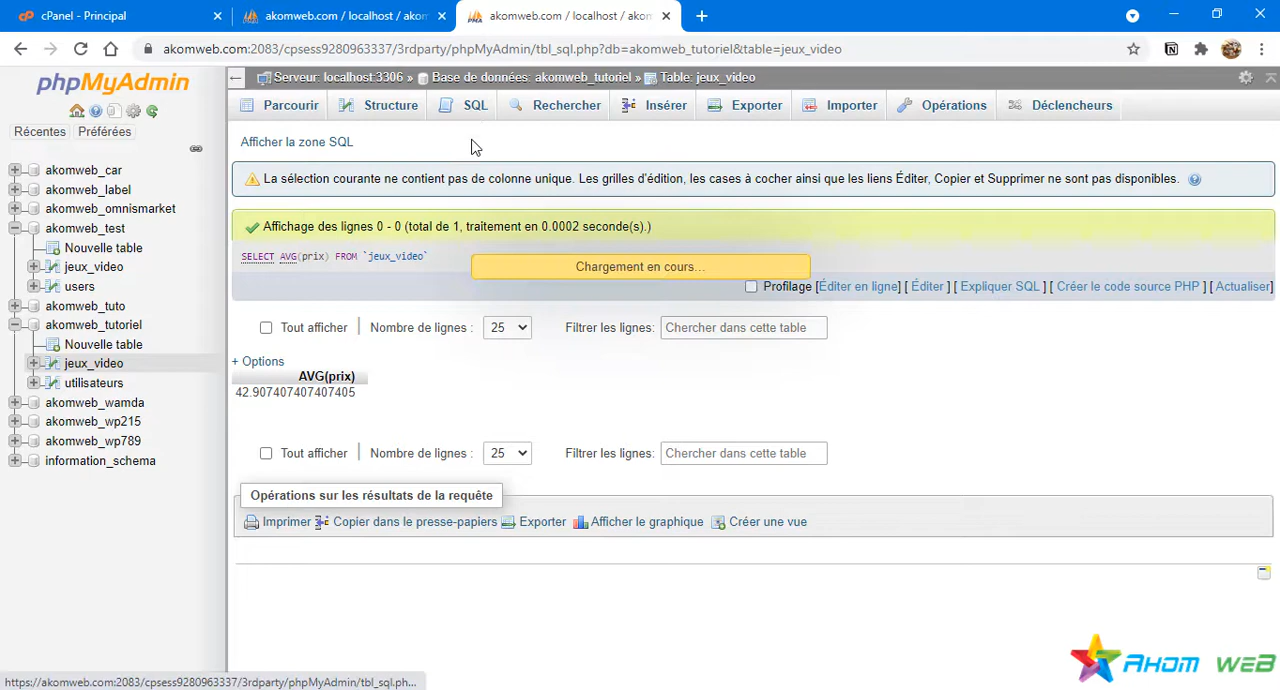 cPanel - Principal
akomweb.com / localhost / akom
akomweb.com / localhost / akom
akomweb.com:2083/cpsess9280963337/3rdparty/phpMyAdmin/tbl_sql.php?db=akomweb_tutoriel&table=jeux_video
phpMyAdmin
Récentes Préférées
akomweb_car
akomweb_label
akomweb_omnismarket
akomweb_test
Nouvelle table
jeux_video
users
akomweb_tuto
akomweb_tutoriel
Nouvelle table
jeux_video
utilisateurs
akomweb_wamda
akomweb_wp215
akomweb_wp789
information_schema
Serveur: localhost:3306 » Base de données: akomweb_tutoriel » Table: jeux_video
Parcourir Structure SQL Rechercher Insérer Exporter Importer Opérations Déclencheurs
Afficher la zone SQL
La sélection courante ne contient pas de colonne unique. Les grilles d'édition, les cases à cocher ainsi que les liens Éditer, Copier et Supprimer ne sont pas disponibles.
Affichage des lignes 0 - 0 (total de 1, traitement en 0.0002 seconde(s).)
SELECT AVG(prix) FROM `jeux_video`
Chargement en cours…
Profilage [Éditer en ligne] [ Éditer ] [ Expliquer SQL ] [ Créer le code source PHP ] [ Actualiser]
Tout afficher Nombre de lignes : 25 Filtrer les lignes: Chercher dans cette table
+ Options
AVG(prix)
42.907407407407405
Tout afficher Nombre de lignes : 25 Filtrer les lignes: Chercher dans cette table
Opérations sur les résultats de la requête
Imprimer Copier dans le presse-papiers Exporter Afficher le graphique Créer une vue
https://akomweb.com:2083/cpsess9280963337/3rdparty/phpMyAdmin/tbl_sql.ph...
AKOM WEB